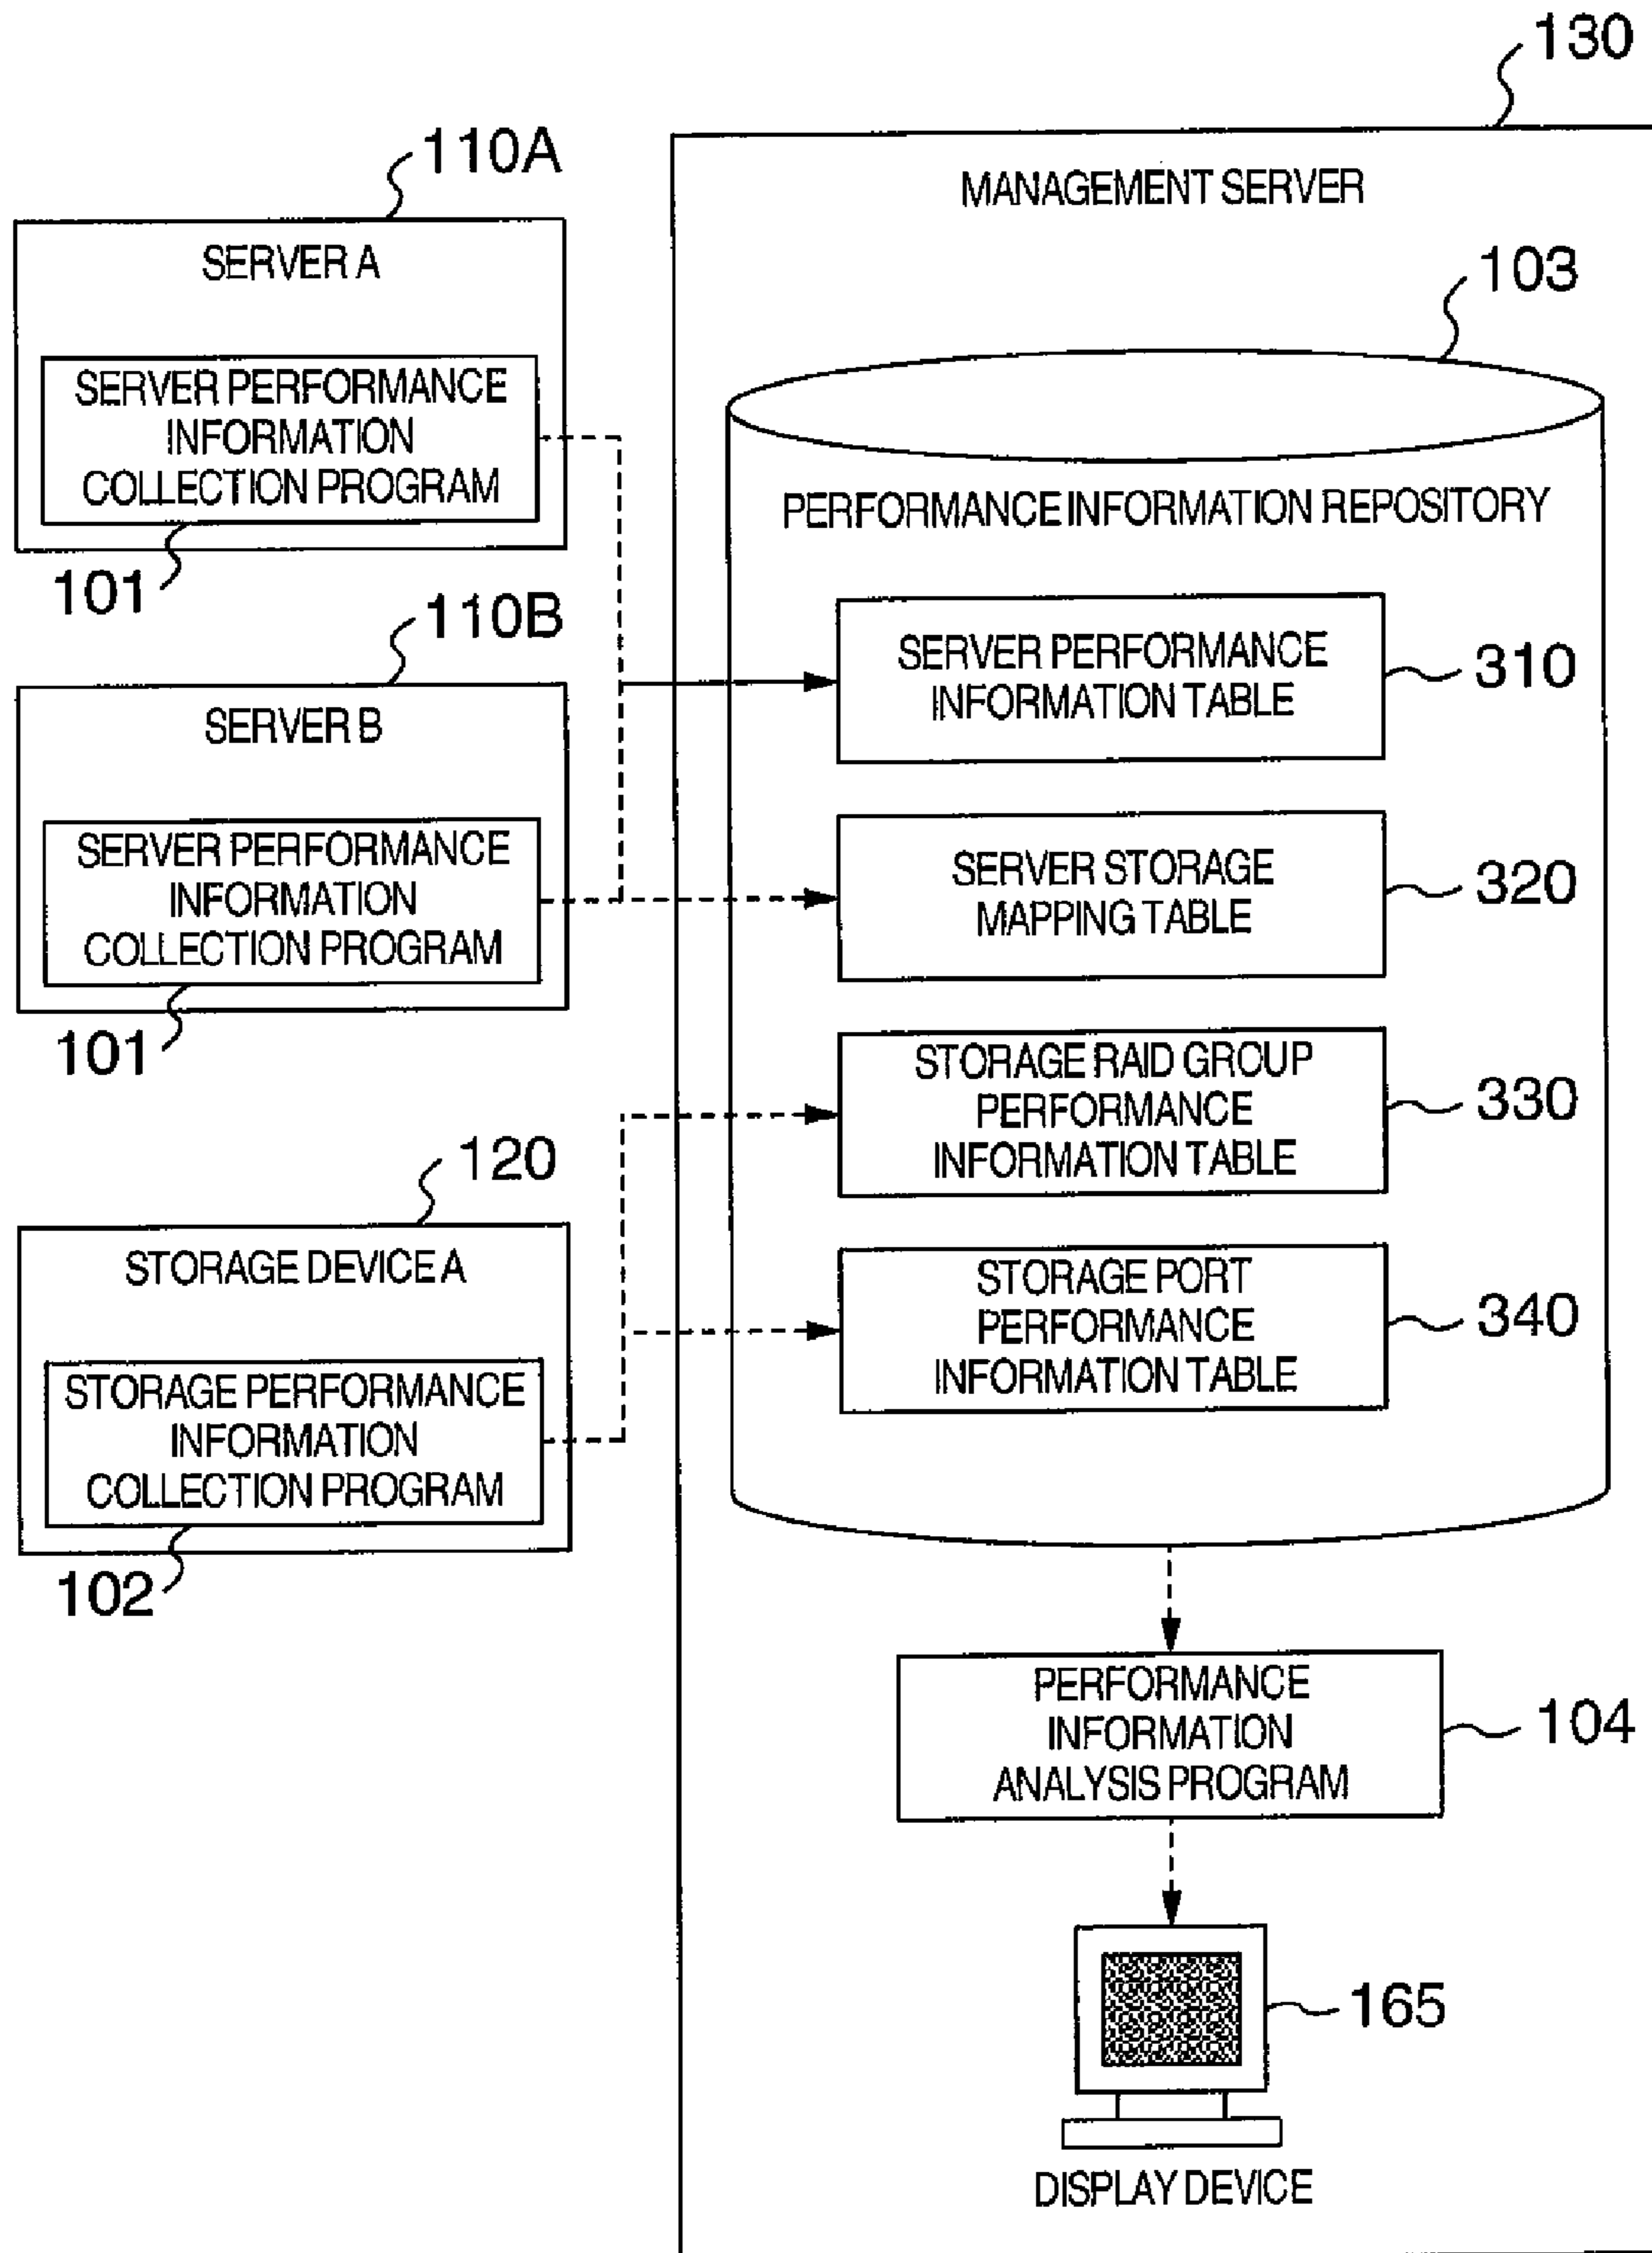 130
110A
MANAGEMENT SERVER
SERVER A
103
SERVER PERFORMANCE
INFORMATION
COLLECTION PROGRAM
PERFORMANCE INFORMATION REPOSITORY
101
110B
SERVER PERFORMANCE
INFORMATION TABLE
310
SERVER B
SERVER PERFORMANCE
INFORMATION
COLLECTION PROGRAM
SERVER STORAGE
MAPPING TABLE
320
101
STORAGE RAID GROUP
PERFORMANCE
INFORMATION TABLE
330
120
STORAGE DEVICE A
STORAGE PORT
PERFORMANCE
INFORMATION TABLE
340
STORAGE PERFORMANCE
INFORMATION
COLLECTION PROGRAM
102
PERFORMANCE
INFORMATION
ANALYSIS PROGRAM
104
165
DISPLAY DEVICE